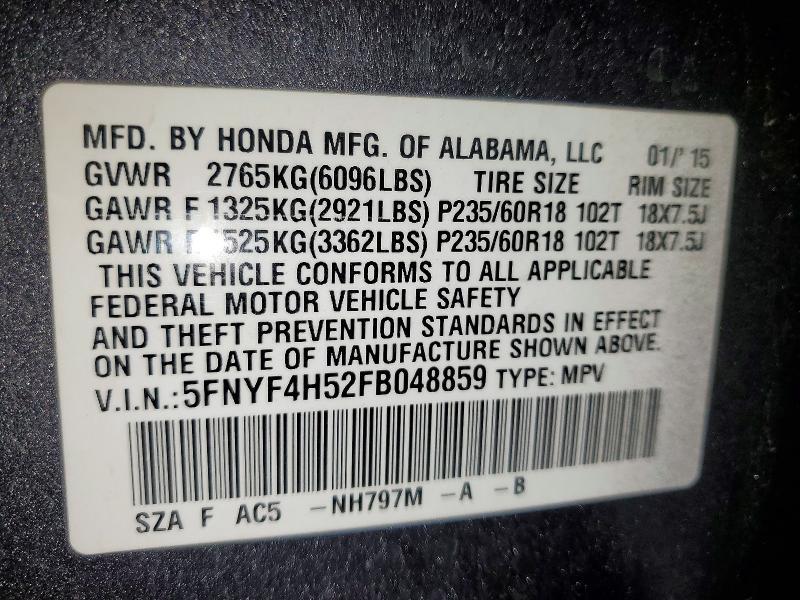 MFD. BY HONDA MFG. OF ALABAMA, LLC 01/'15
GVWR 2765KG(6096LBS) TIRE SIZE RIM SIZE
GAWR F 1325KG(2921LBS) P235/60R18 102T 18X7.5J
GAWR 1525KG(3362LBS) P235/60R18 102T 18X7.5J
THIS VEHICLE CONFORMS TO ALL APPLICABLE
FEDERAL MOTOR VEHICLE SAFETY
AND THEFT PREVENTION STANDARDS IN EFFECT
ON THE DATE OF MANUFACTURE SHOWN ABOVE.
V.I.N.:5FNYF4H52FB048859 TYPE: MPV
SZA F AC5 -NH797M -A -B